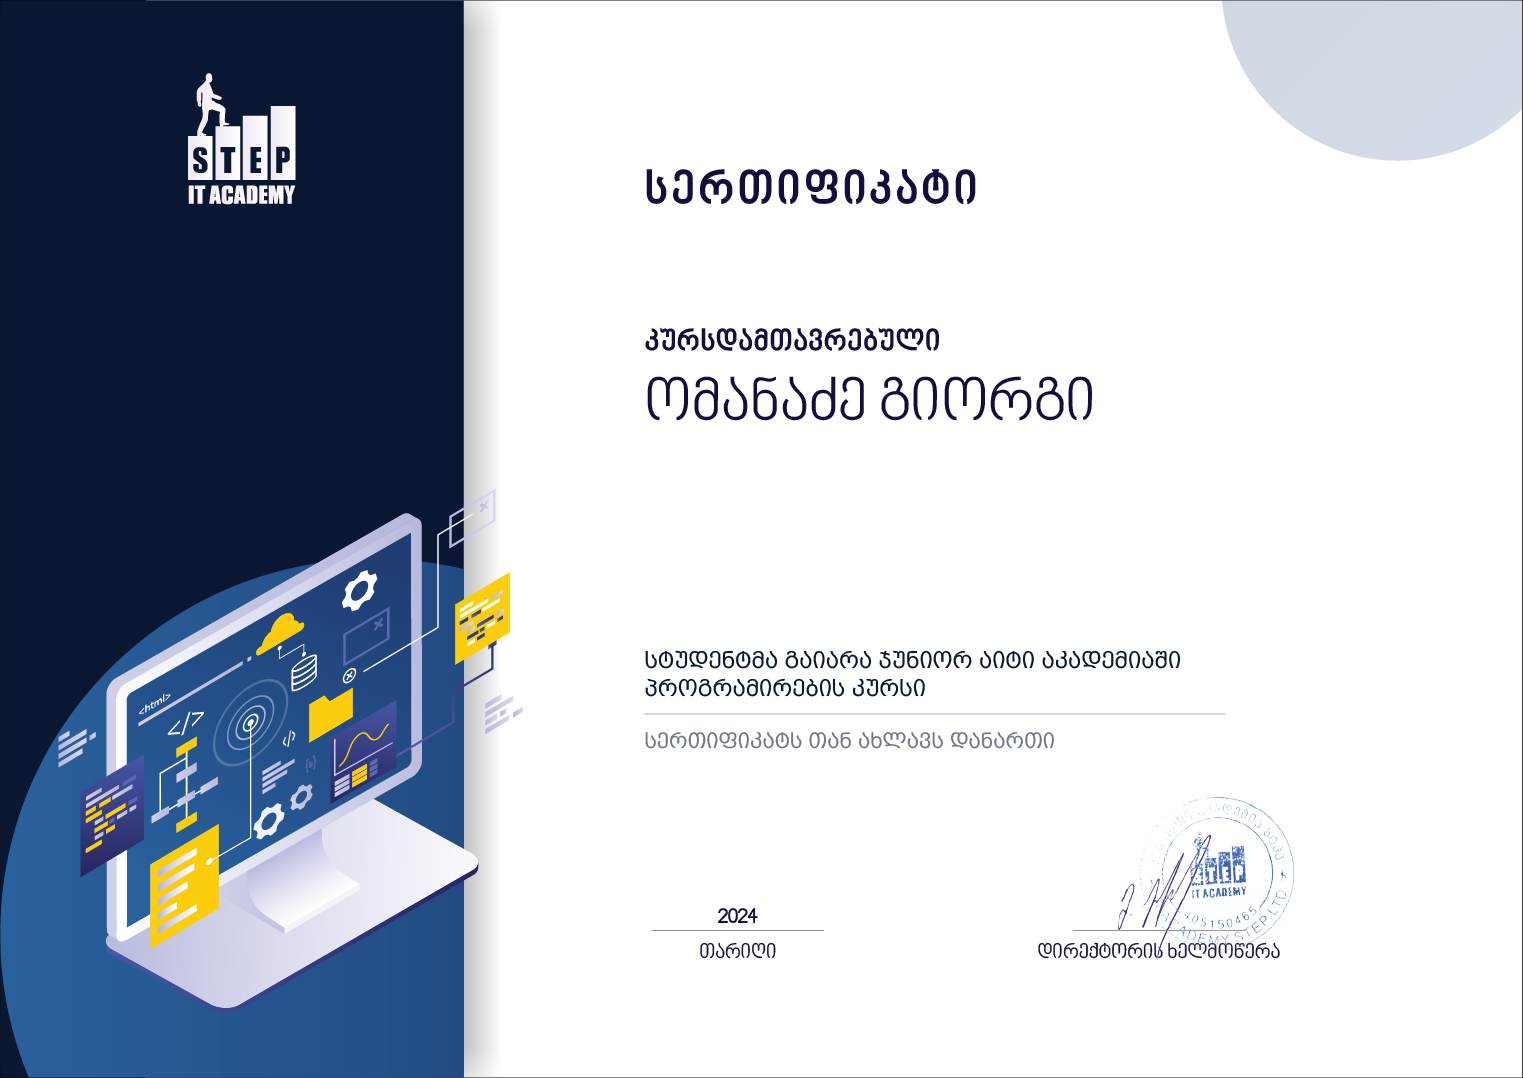 STEP
IT ACADEMY
სერთიფიკატი
კურსდამთავრებული
ომანაძე გიორგი
<html>
</>
</>
სტუდენტმა გაიარა ჯუნიორ აიტი აკადემიაში
პროგრამირების კურსი
სერთიფიკატს თან ახლავს დანართი
STEP
IT ACADEMY
405150465
ACADEMY STEP LTD
2024
თარიღი
დირექტორის ხელმოწერა